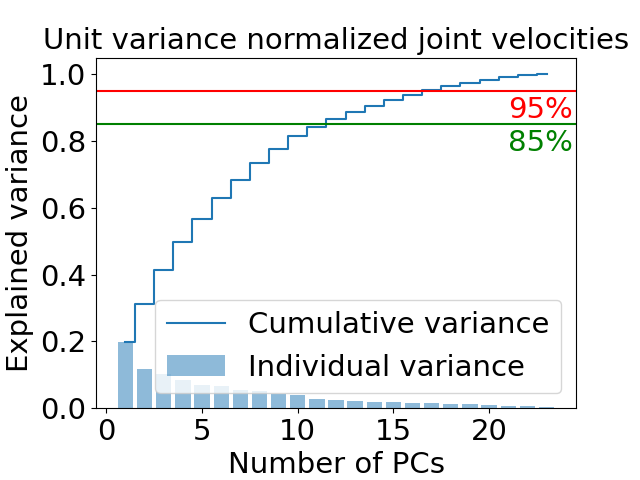 Unit variance normalized joint velocities
Explained variance
1.0
0.8
0.6
0.4
0.2
0.0
95%
85%
Cumulative variance
Individual variance
0 5 10 15 20
Number of PCs